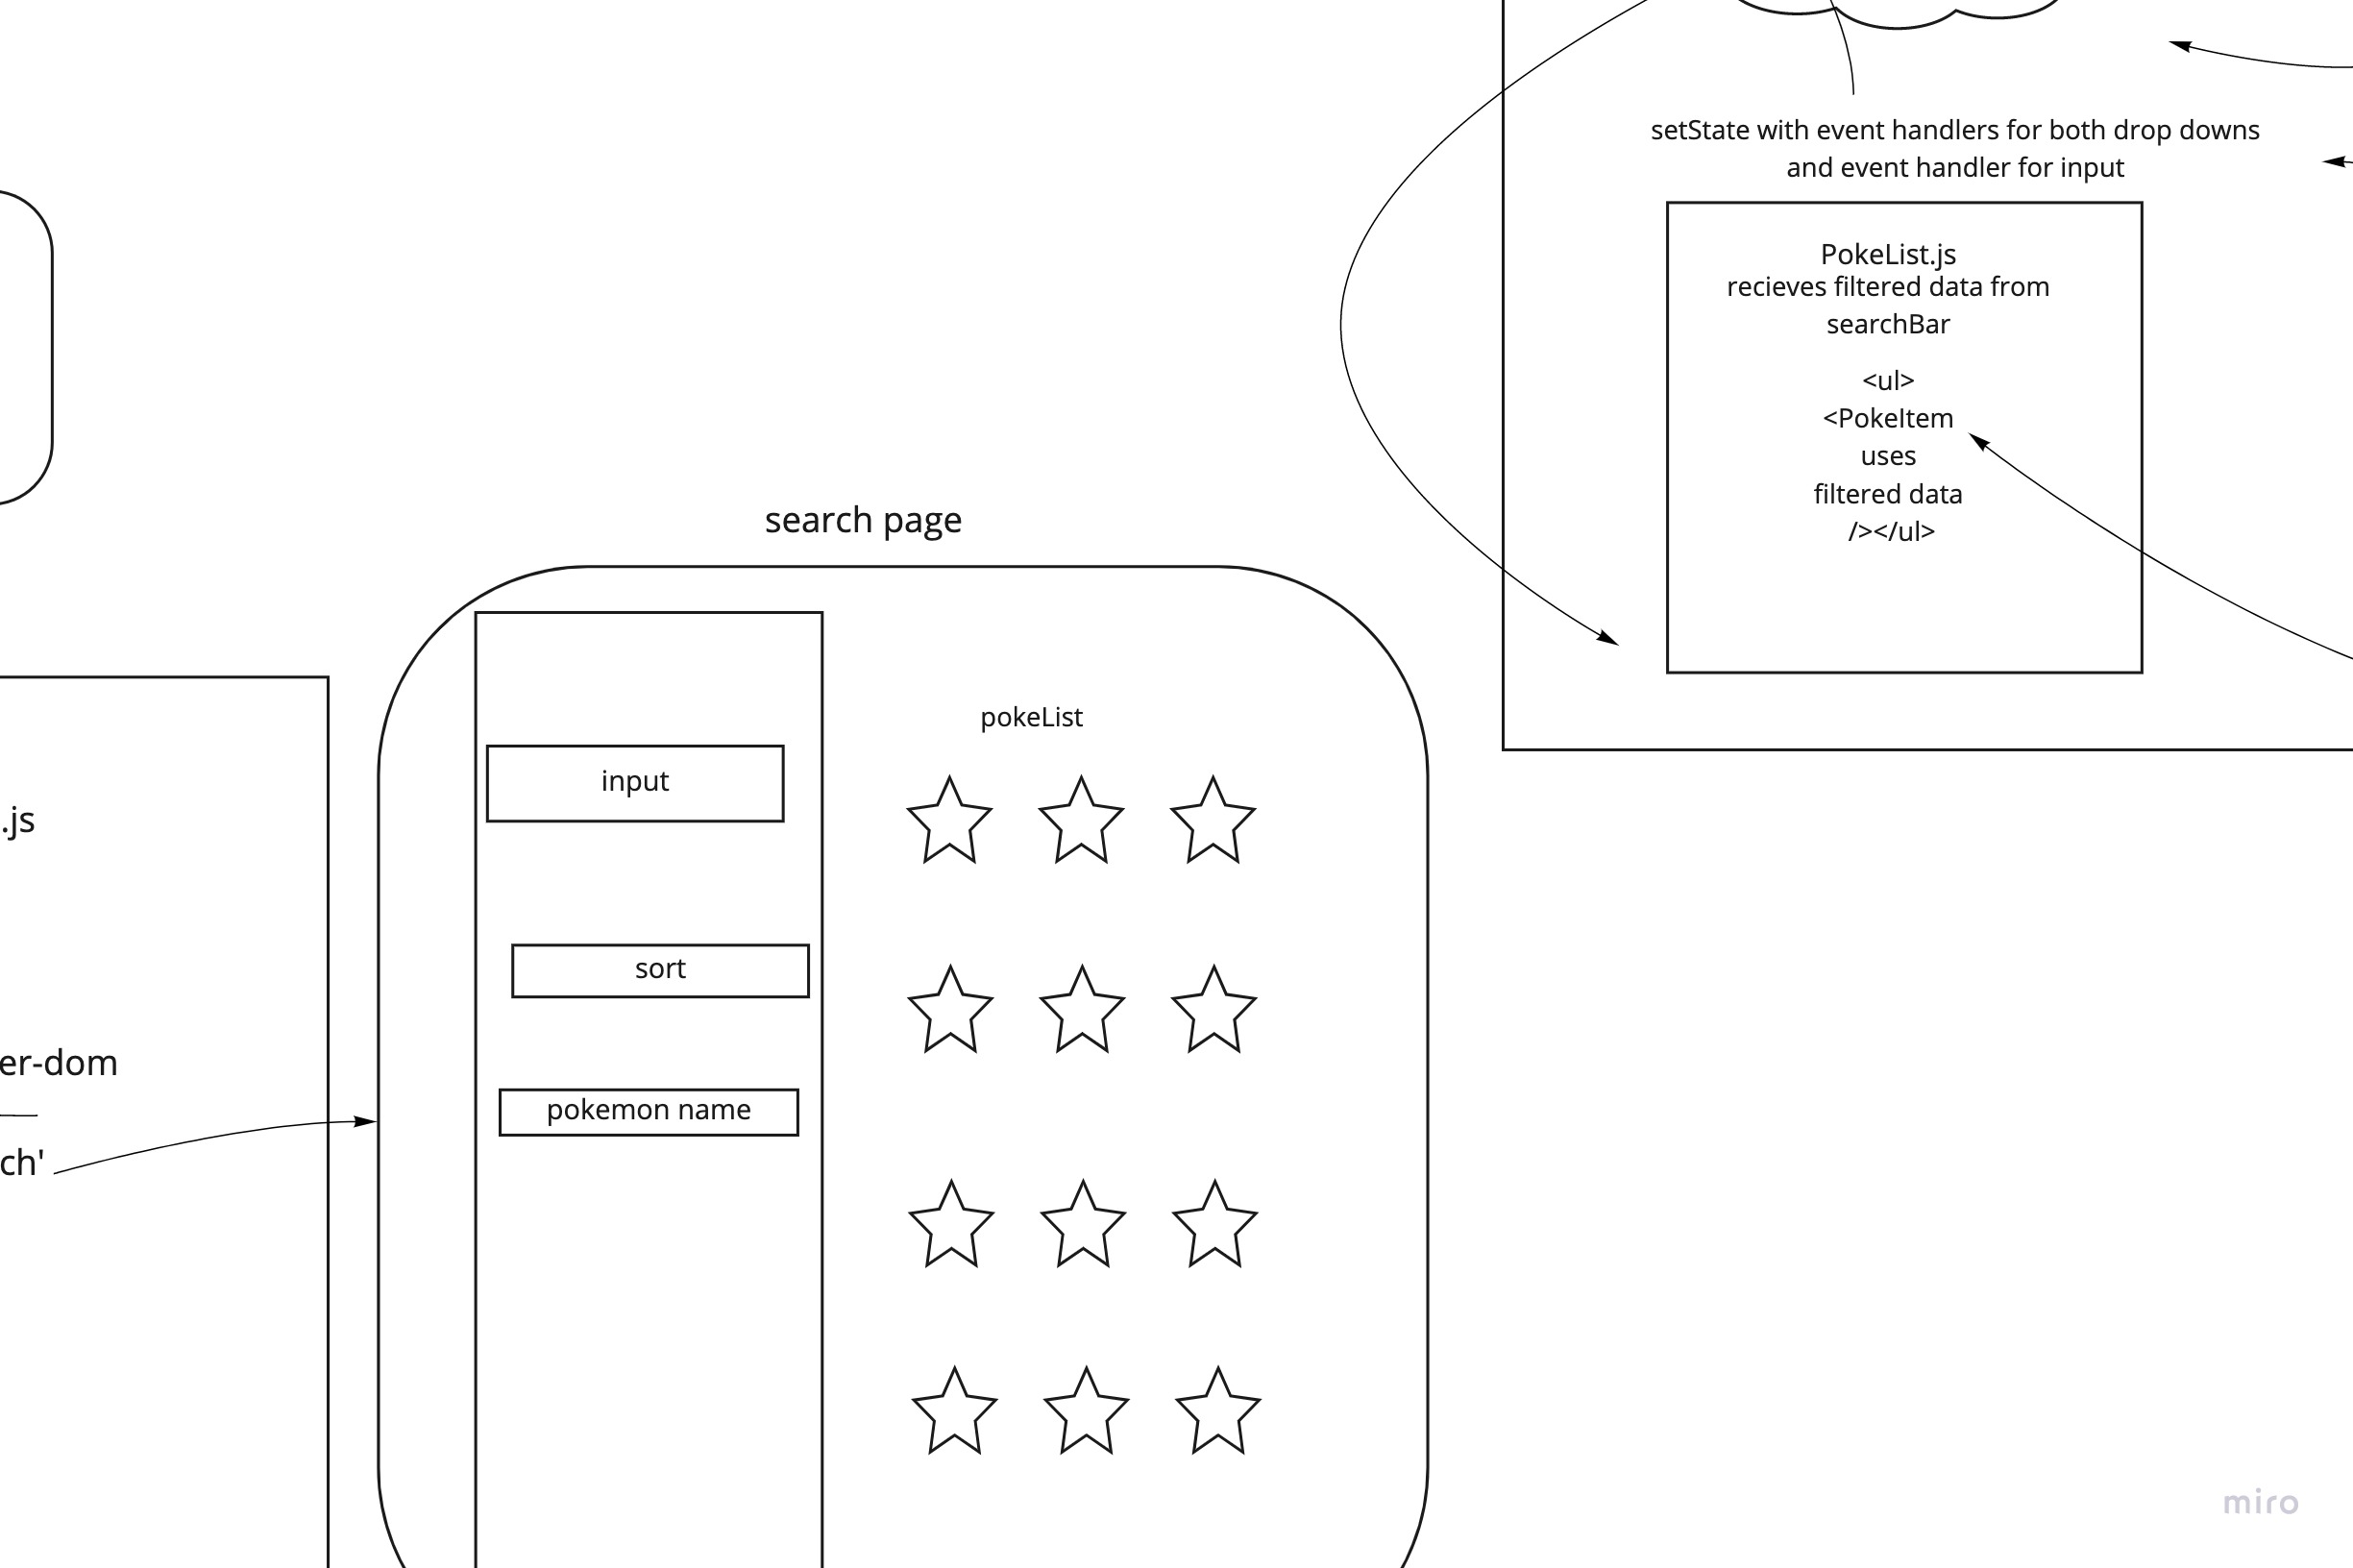 setState with event handlers for both drop downs
and event handler for input
PokeList.js
recieves filtered data from
searchBar
<ul>
<PokeItem
uses
filtered data
/></ul>
search page
pokeList
input
sort
pokemon name
.js
er-dom
ch'
miro